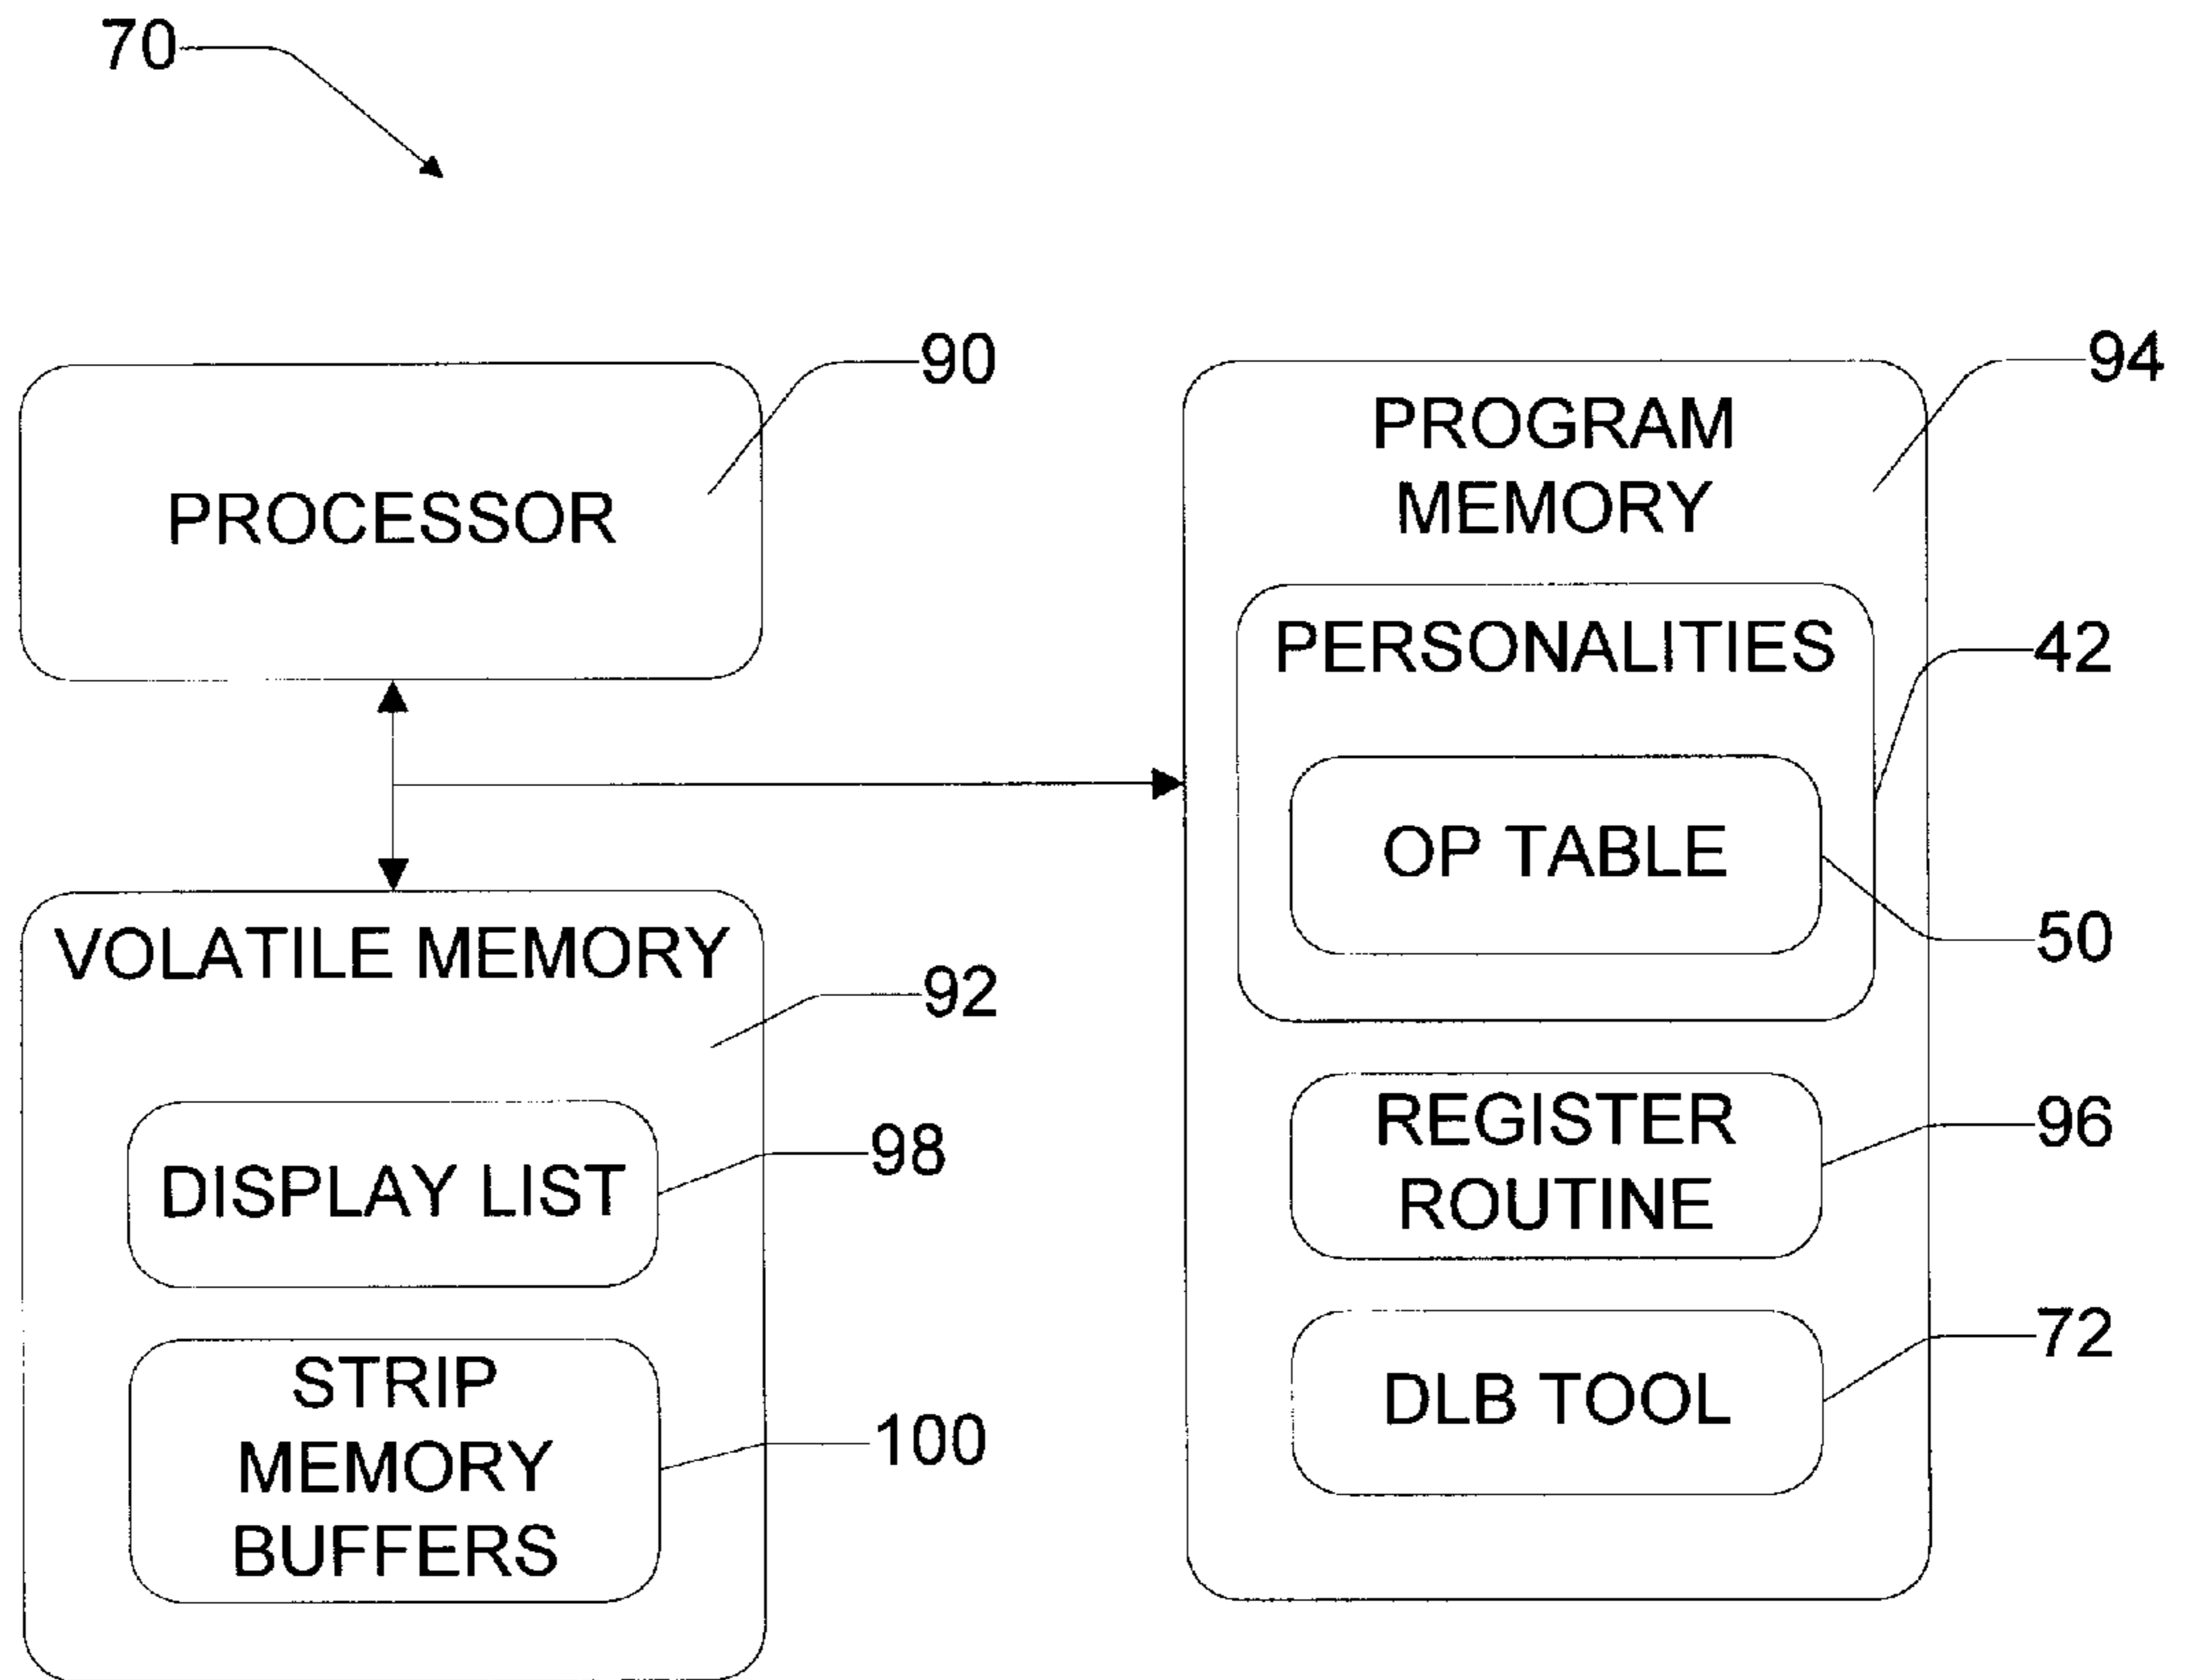 70
90
PROCESSOR
94
PROGRAM
MEMORY
PERSONALITIES
42
OP TABLE
50
VOLATILE MEMORY
92
DISPLAY LIST
98
STRIP
MEMORY
BUFFERS
100
REGISTER
ROUTINE
96
DLB TOOL
72